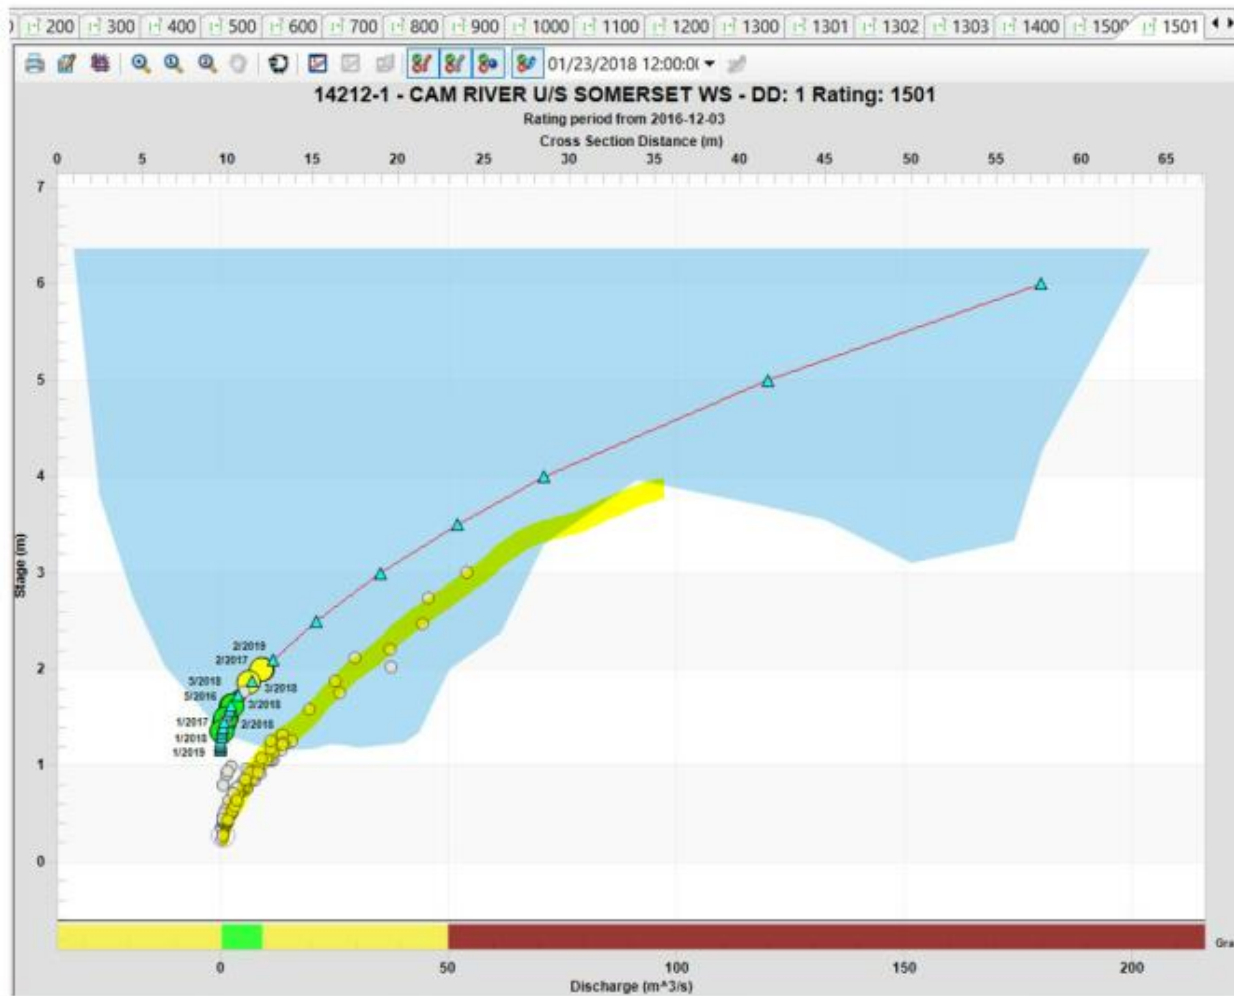 200 300 400 500 600 700 800 900 1000 1100 1200 1300 1301 1302 1303 1400 1500 1501
01/23/2018 12:00:0
14212-1 - CAM RIVER U/S SOMERSET WS - DD: 1 Rating: 1501
Rating period from 2016-12-03
Cross Section Distance (m)
0 5 10 15 20 25 30 35 40 45 50 55 60 65
7
6
5
4
3
Stage (m)
2/2019
2/2017
2
5/2018 3/2018
5/2016 3/2018
1/2017 2/2018
1/2018
1/2019
1
0
Gra
0 50 100 150 200
Discharge (m^3/s)